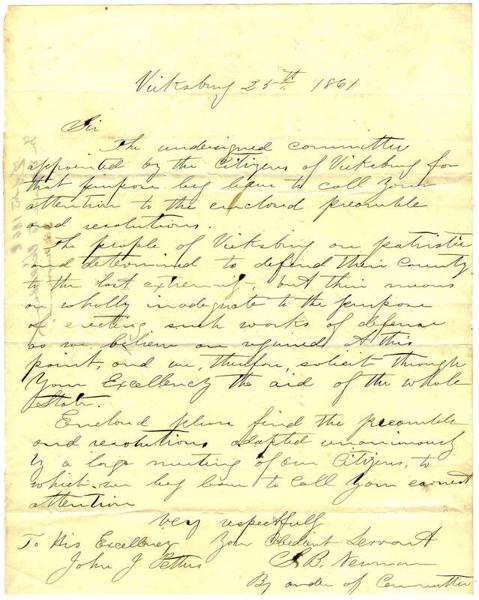 Vicksburg 25th 1861
Sir
The undersigned committee
appointed by the Citizens of Vicksburg for
that purpose beg leave to call your
attention to the enclosed preamble
and resolutions.
The people of Vicksburg are patriotic
and determined to defend their County
to the last extremity, but their means
are wholly inadequate to the purpose
of erecting such works of defense
as we believe are required at this
point, and we, therefore, solicit through
Your Excellency the aid of the whole
State.
Enclosed please find the preamble
and resolutions adopted unanimously
by a large meeting of our Citizens, to
which we beg leave to call your earnest
attention
Very respectfully
To His Excellency Your Obedient Servant
John J Pettus S. B. Newman
By order of Committee